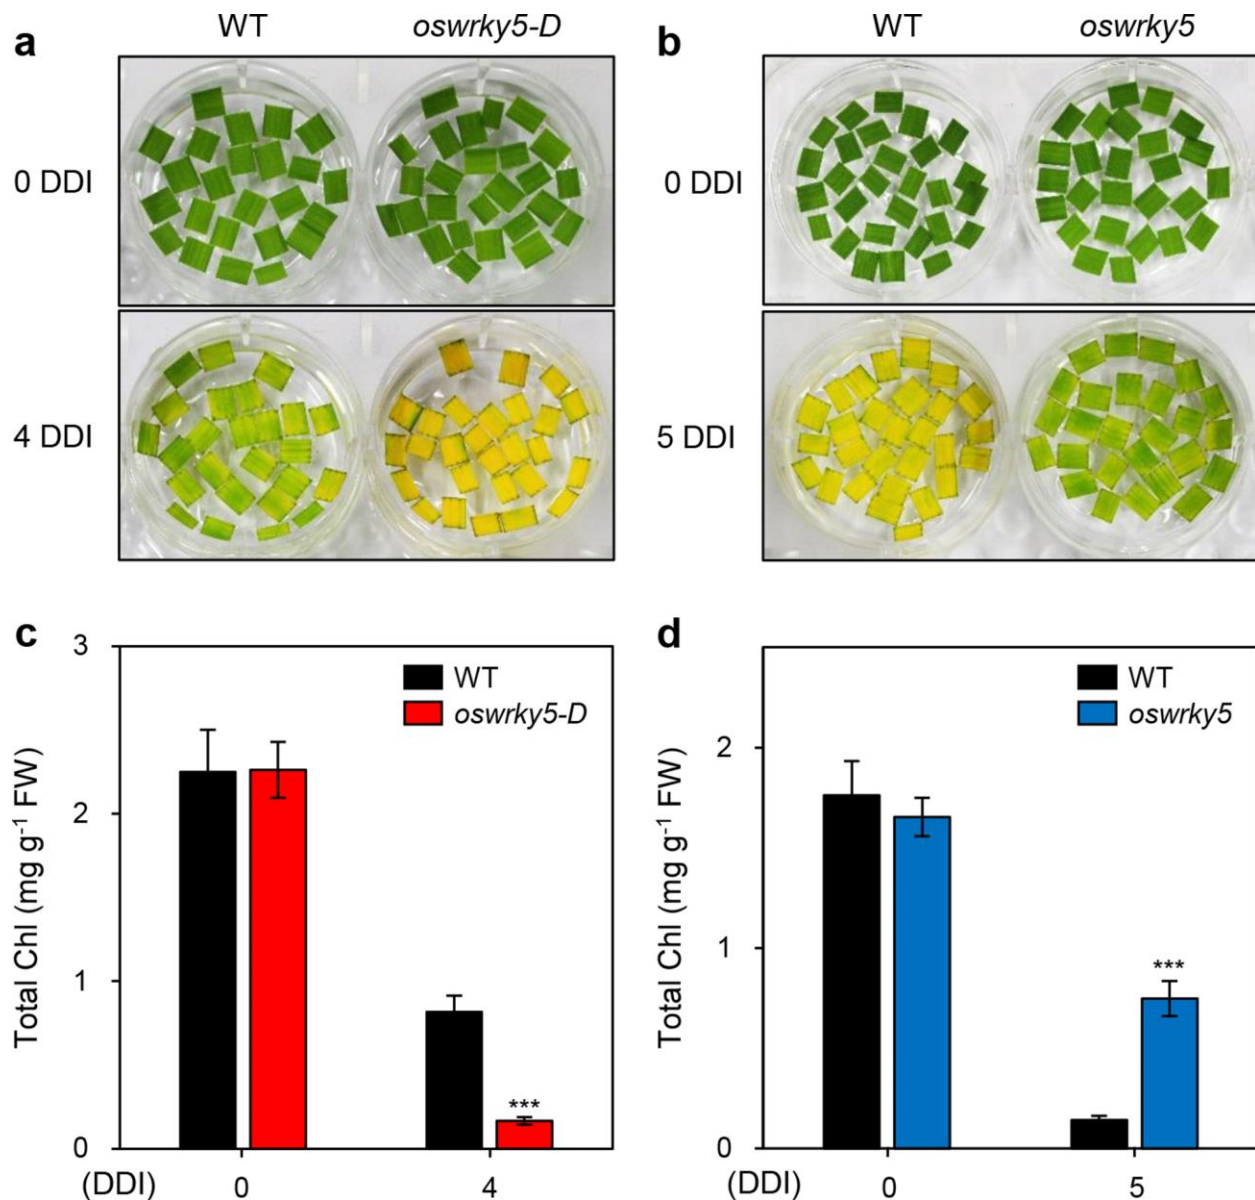 a WT oswrky5-D
0 DDI
4 DDI
b WT oswrky5
0 DDI
5 DDI
c
Total Chl (mg g⁻¹ FW)
3
2
1
0
WT
oswrky5-D
***
(DDI) 0 4
d
Total Chl (mg g⁻¹ FW)
2
1
0
WT
oswrky5
***
(DDI) 0 5